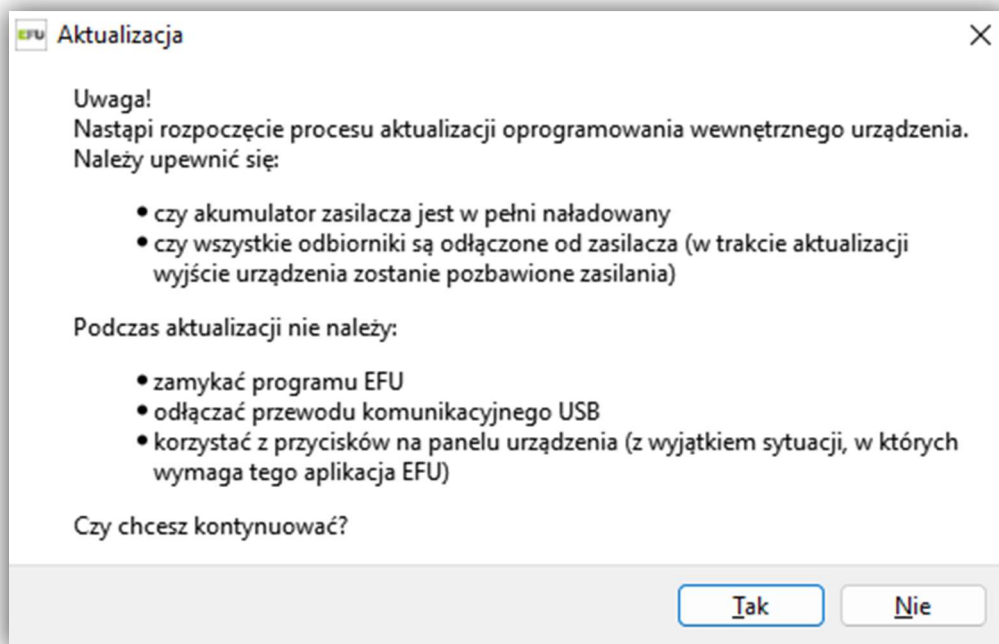 EFU Aktualizacja
Uwaga!
Nastąpi rozpoczęcie procesu aktualizacji oprogramowania wewnętrznego urządzenia.
Należy upewnić się:
• czy akumulator zasilacza jest w pełni naładowany
• czy wszystkie odbiorniki są odłączone od zasilacza (w trakcie aktualizacji
wyjście urządzenia zostanie pozbawione zasilania)
Podczas aktualizacji nie należy:
• zamykać programu EFU
• odłączać przewodu komunikacyjnego USB
• korzystać z przycisków na panelu urządzenia (z wyjątkiem sytuacji, w których
wymaga tego aplikacja EFU)
Czy chcesz kontynuować?
Tak
Nie